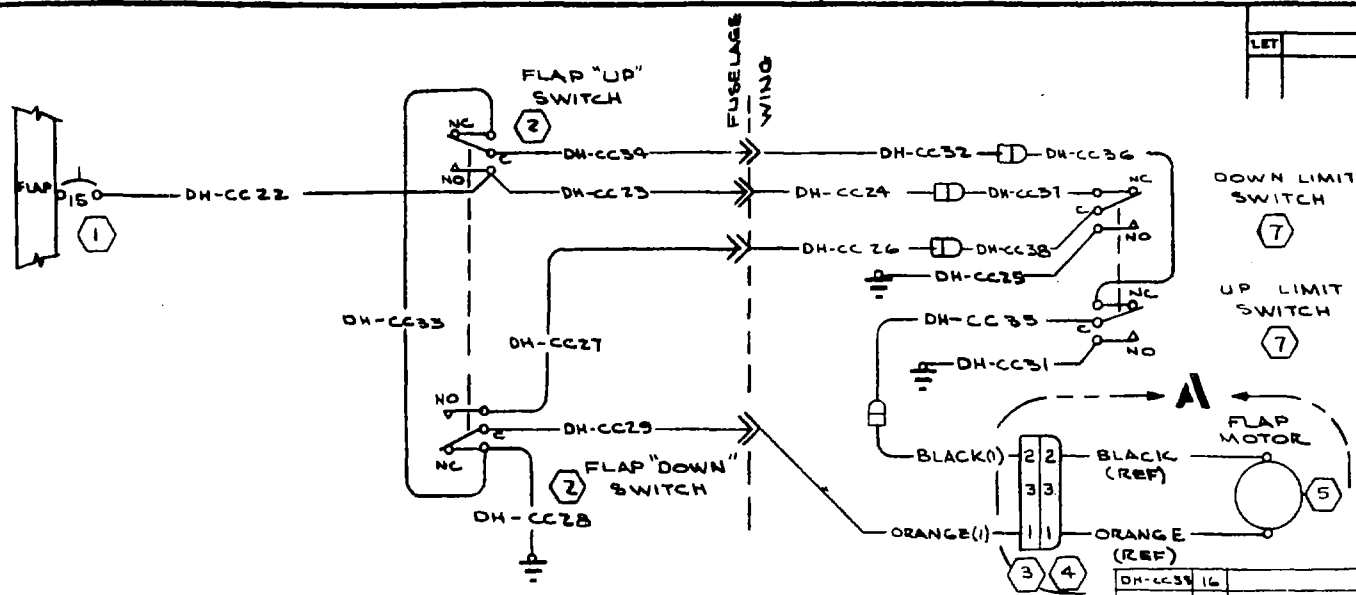 LET
FLAP "UP"
SWITCH
2
FUSELAGE
WING
NC
C
NO
DH-CC34
DH-CC32
DH-CC36
FLAP
15
1
DH-CC22
DH-CC23
DH-CC24
DH-CC37
NC
C
NO
DOWN LIMIT
SWITCH
7
DH-CC26
DH-CC38
DH-CC25
DH-CC33
DH-CC27
DH-CC35
NC
C
NO
UP LIMIT
SWITCH
7
DH-CC31
NO
C
NC
DH-CC29
FLAP "DOWN"
SWITCH
2
DH-CC28
A
FLAP
MOTOR
BLACK(1)
2 2
BLACK
(REF)
3 3
5
ORANGE(1)
1 1
ORANGE
(REF)
3
4
DH-CC38 16